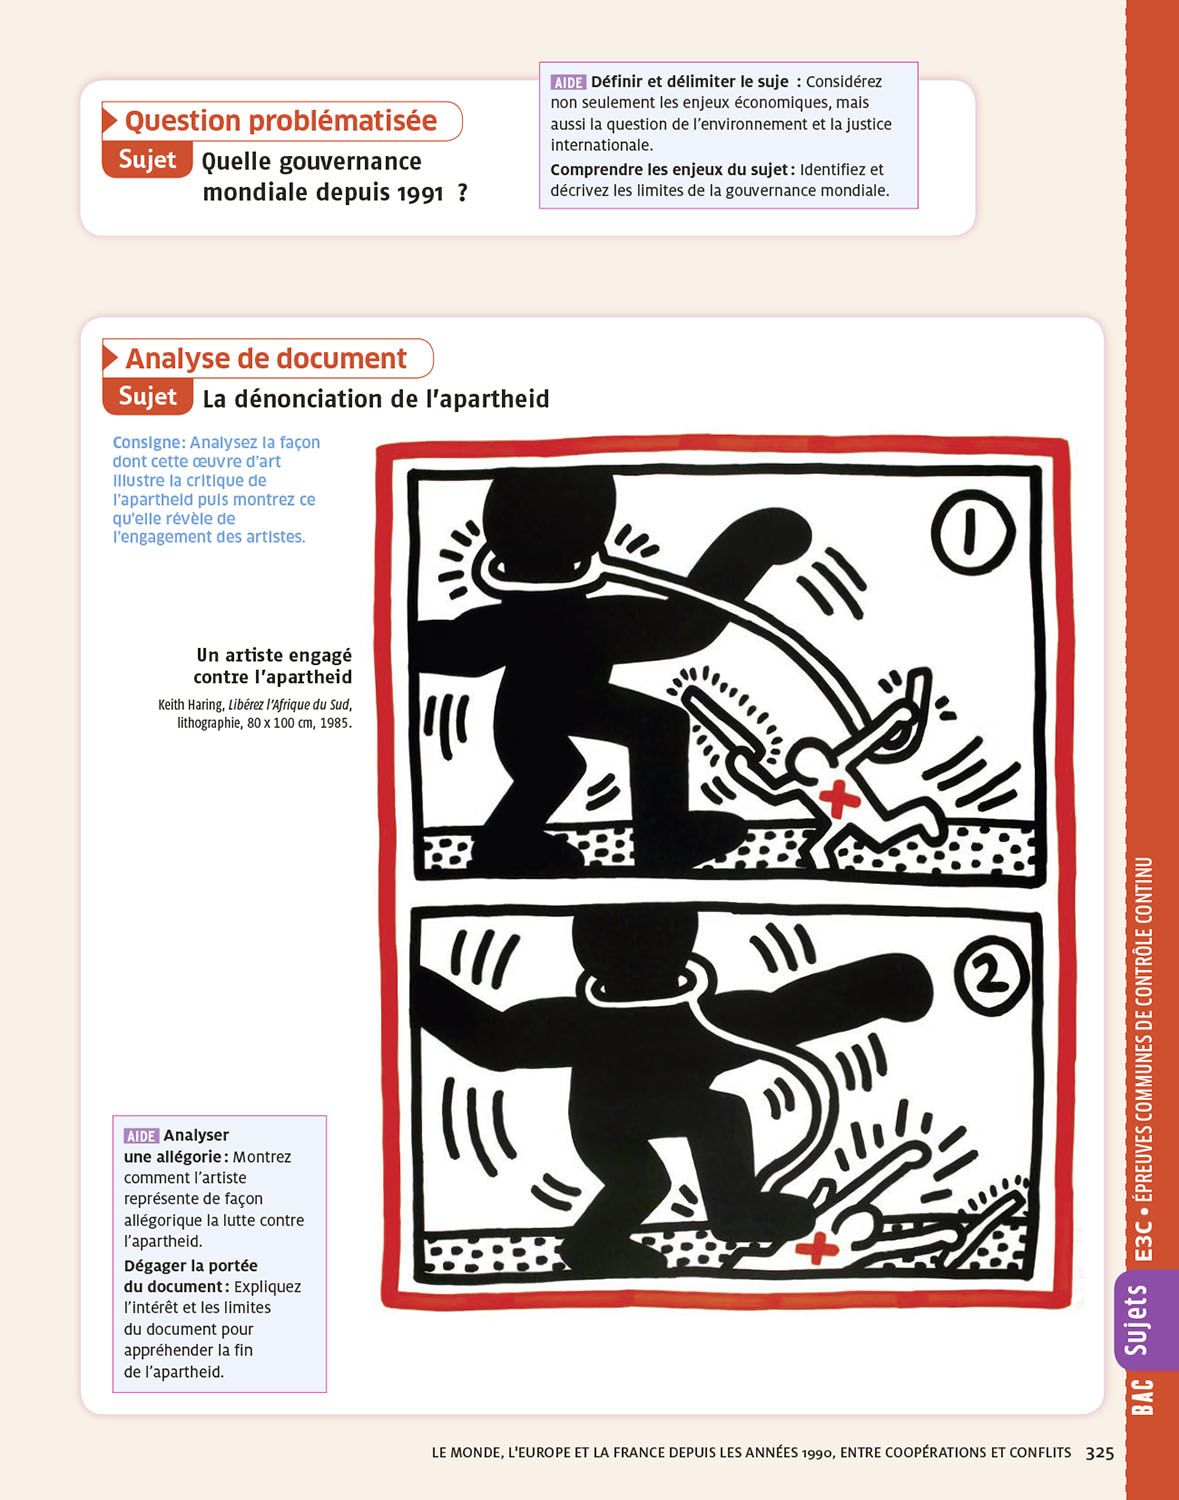 Question problématisée
Sujet Quelle gouvernance
mondiale depuis 1991 ?
AIDE Définir et délimiter le suje : Considérez
non seulement les enjeux économiques, mais
aussi la question de l'environnement et la justice
internationale.
Comprendre les enjeux du sujet : Identifiez et
décrivez les limites de la gouvernance mondiale.
Analyse de document
Sujet La dénonciation de l'apartheid
Consigne : Analysez la façon
dont cette œuvre d'art
illustre la critique de
l'apartheid puis montrez ce
qu'elle révèle de
l'engagement des artistes.
Un artiste engagé
contre l'apartheid
Keith Haring, Libérez l'Afrique du Sud,
lithographie, 80 x 100 cm, 1985.
1
2
AIDE Analyser
une allégorie : Montrez
comment l'artiste
représente de façon
allégorique la lutte contre
l'apartheid.
Dégager la portée
du document : Expliquez
l'intérêt et les limites
du document pour
appréhender la fin
de l'apartheid.
BAC Sujets E3C • ÉPREUVES COMMUNES DE CONTRÔLE CONTINU
LE MONDE, L'EUROPE ET LA FRANCE DEPUIS LES ANNÉES 1990, ENTRE COOPÉRATIONS ET CONFLITS 325